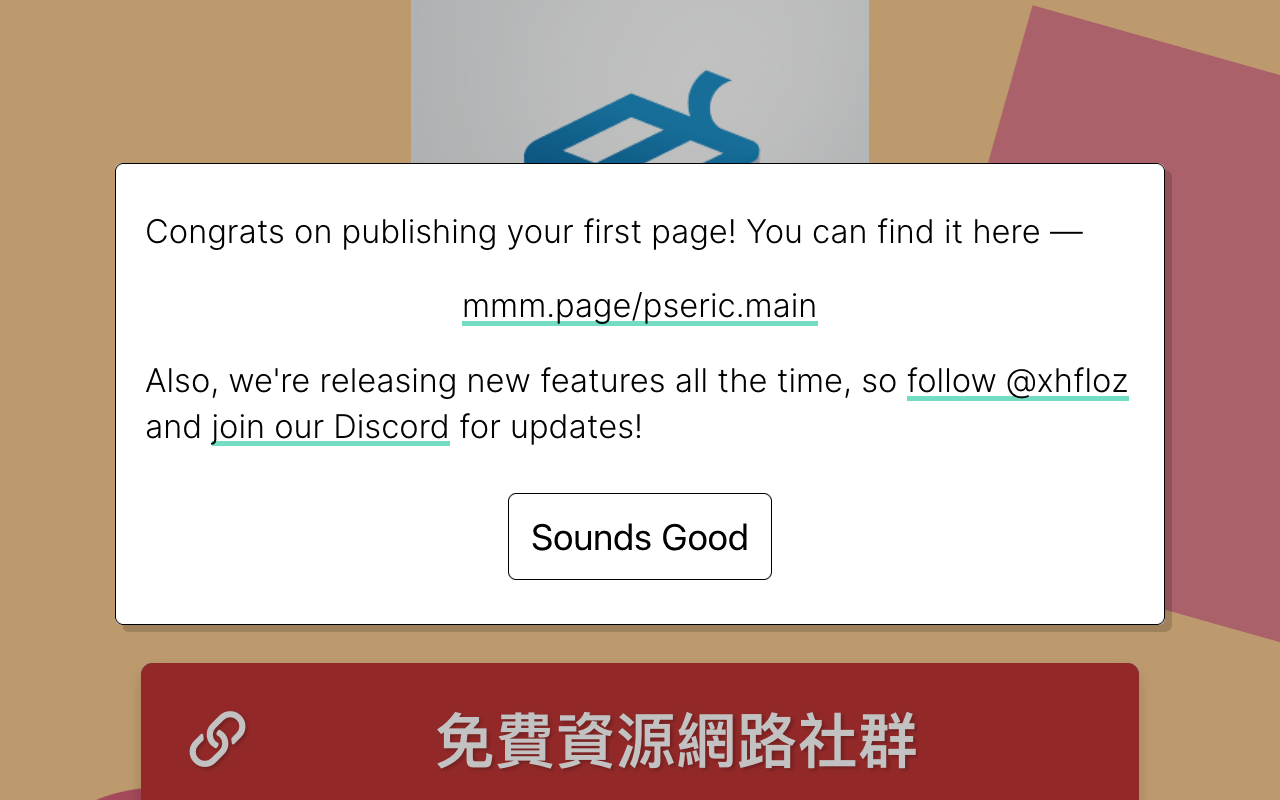 Congrats on publishing your first page! You can find it here —
mmm.page/pseric.main
Also, we're releasing new features all the time, so follow @xhfloz
and join our Discord for updates!
Sounds Good
免費資源網路社群